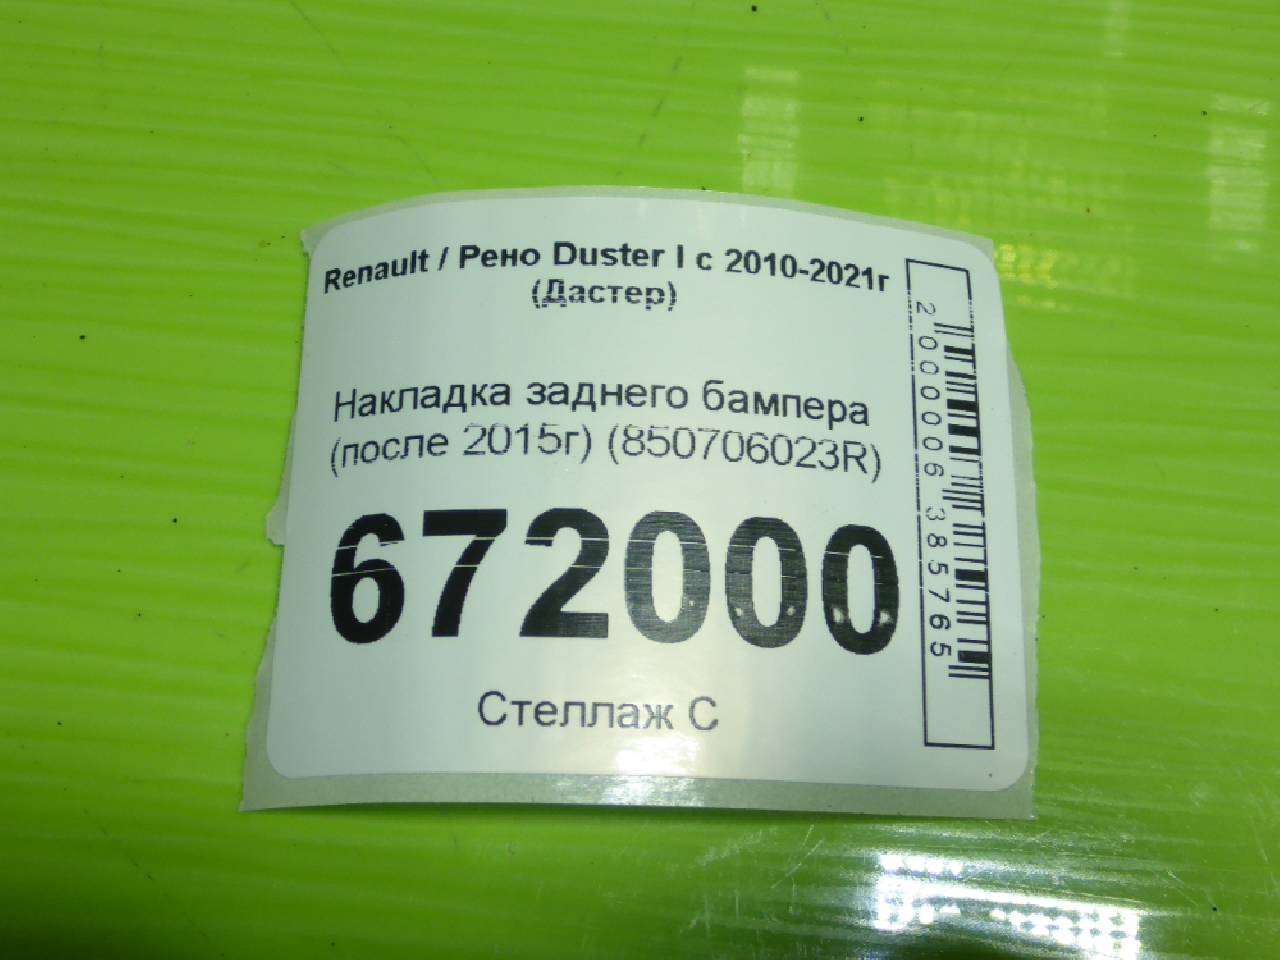 Renault / Рено Duster I с 2010-2021г
(Дастер)
Накладка заднего бампера
(после 2015г) (850706023R)
672000
Стеллаж С
2000006385765